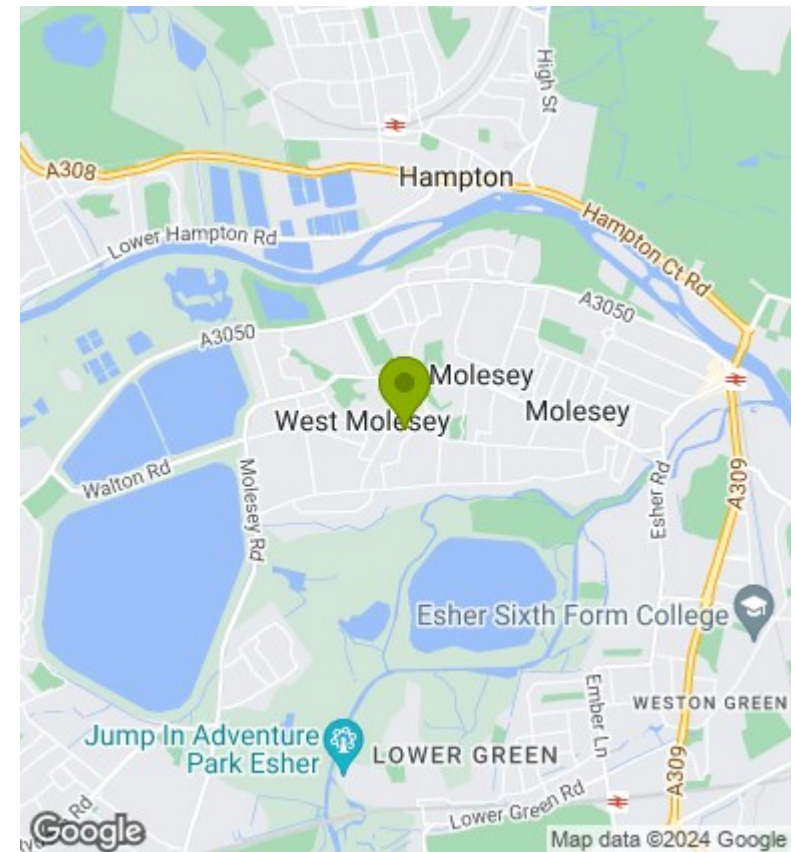 High St
A308
Hampton
Lower Hampton Rd
Hampton Ct Rd
A3050
A3050
Molesey
West Molesey
Molesey
Walton Rd
Molesey Rd
Esher Rd
A309
Esher Sixth Form College
Ember Ln
WESTON GREEN
Jump In Adventure
Park Esher
LOWER GREEN
A309
Lower Green Rd
Rd
Google
Map data ©2024 Google